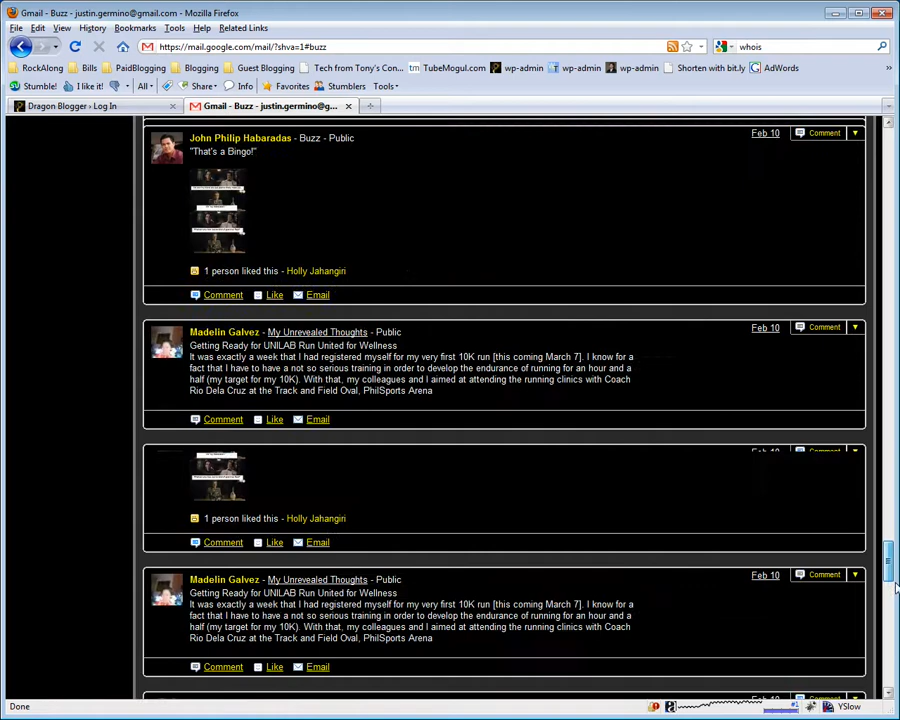 Gmail - Buzz - justin.germino@gmail.com - Mozilla Firefox
File Edit View History Bookmarks Tools Help Related Links
https://mail.google.com/mail/?shva=1#buzz
whois
RockAlong Bills PaidBlogging Blogging Guest Blogging Tech from Tony's Con... tm TubeMogul.com wp-admin tm wp-admin wp-admin Shorten with bit.ly AdWords
Stumble! I like it! All Share Info Favorites Stumblers Tools
Dragon Blogger › Log In
Gmail - Buzz - justin.germino@g...
John Philip Habaradas - Buzz - Public
Feb 10
Comment
"That's a Bingo!"
1 person liked this - Holly Jahangiri
Comment Like Email
Madelin Galvez - My Unrevealed Thoughts - Public
Feb 10
Comment
Getting Ready for UNILAB Run United for Wellness
It was exactly a week that I had registered myself for my very first 10K run [this coming March 7]. I know for a
fact that I have to have a not so serious training in order to develop the endurance of running for an hour and a
half (my target for my 10K). With that, my colleagues and I aimed at attending the running clinics with Coach
Rio Dela Cruz at the Track and Field Oval, PhilSports Arena
Comment Like Email
Feb 10
Comment
1 person liked this - Holly Jahangiri
Comment Like Email
Madelin Galvez - My Unrevealed Thoughts - Public
Feb 10
Comment
Getting Ready for UNILAB Run United for Wellness
It was exactly a week that I had registered myself for my very first 10K run [this coming March 7]. I know for a
fact that I have to have a not so serious training in order to develop the endurance of running for an hour and a
half (my target for my 10K). With that, my colleagues and I aimed at attending the running clinics with Coach
Rio Dela Cruz at the Track and Field Oval, PhilSports Arena
Comment Like Email
Feb 10
Comment
Done
#1
YSlow